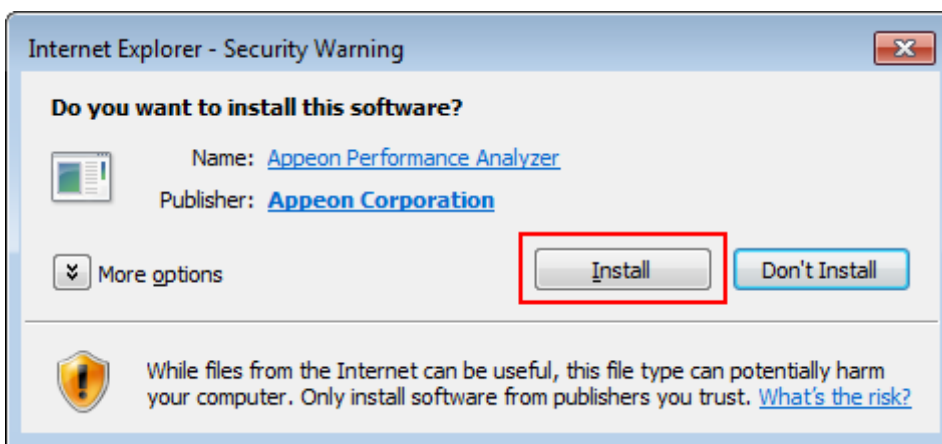 Internet Explorer - Security Warning
Do you want to install this software?
Name: Appeon Performance Analyzer
Publisher: Appeon Corporation
More options Install Don't Install
While files from the Internet can be useful, this file type can potentially harm
your computer. Only install software from publishers you trust. What's the risk?